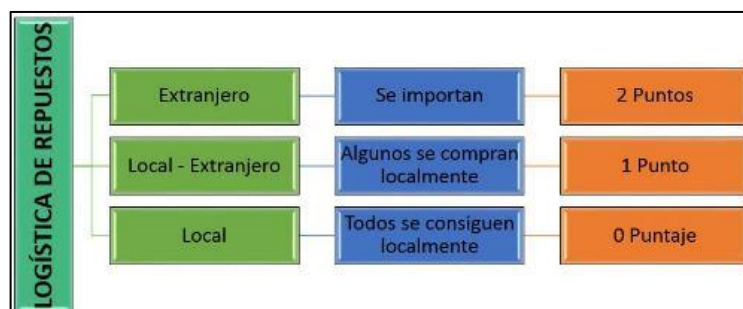 LOGÍSTICA DE REPUESTOS
Extranjero
Se importan
2 Puntos
Local - Extranjero
Algunos se compran
localmente
1 Punto
Local
Todos se consiguen
localmente
0 Puntaje